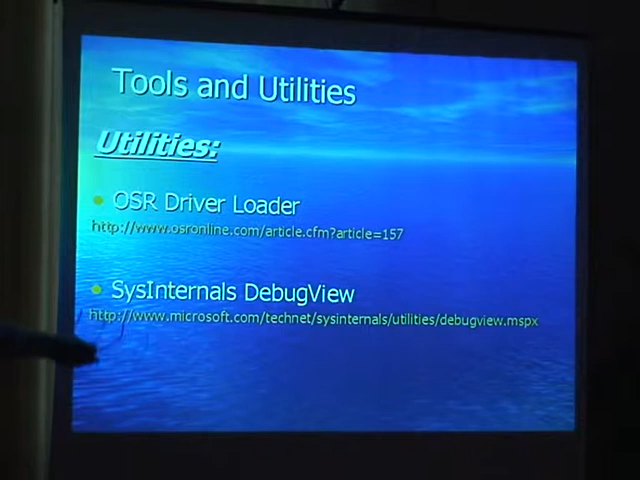 Tools and Utilities
Utilities:
OSR Driver Loader
http://www.osronline.com/article.cfm?article=157
SysInternals DebugView
http://www.microsoft.com/technet/sysinternals/utilities/debugview.mspx